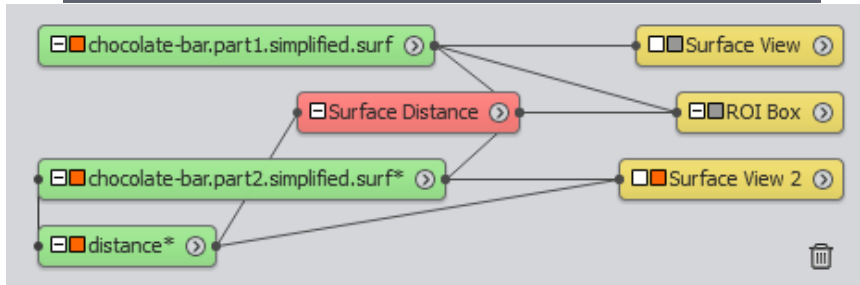 chocolate-bar.part1.simplified.surf
Surface View
Surface Distance
ROI Box
chocolate-bar.part2.simplified.surf*
Surface View 2
distance*